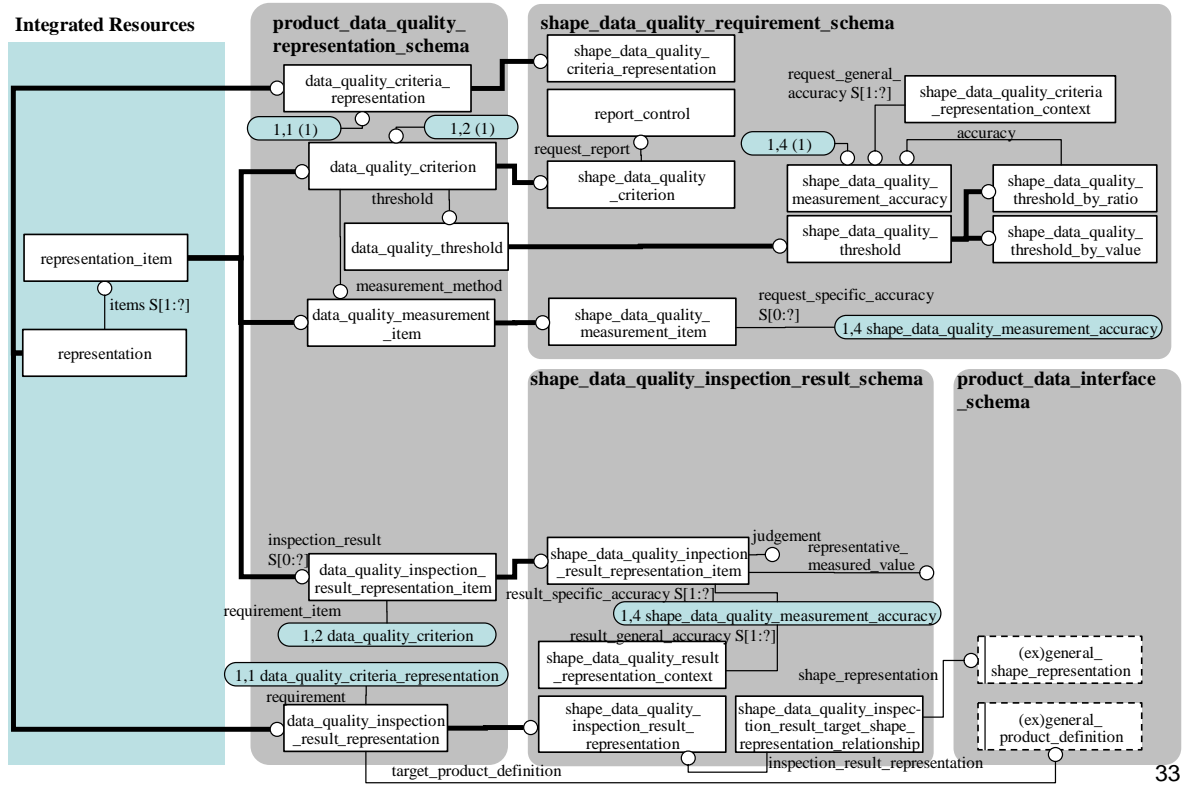 Integrated Resources
product_data_quality_
representation_schema
shape_data_quality_requirement_schema
data_quality_criteria_
representation
shape_data_quality_
criteria_representation
request_general_
accuracy S[1:?]
shape_data_quality_criteria
_representation_context
1,1 (1)
1,2 (1)
report_control
accuracy
1,4 (1)
data_quality_criterion
request_report
shape_data_quality
_criterion
shape_data_quality_
measurement_accuracy
shape_data_quality_
threshold_by_ratio
threshold
data_quality_threshold
shape_data_quality_
threshold
shape_data_quality_
threshold_by_value
representation_item
items S[1:?]
measurement_method
data_quality_measurement
_item
shape_data_quality_
measurement_item
request_specific_accuracy
S[0:?]
1,4 shape_data_quality_measurement_accuracy
representation
shape_data_quality_inspection_result_schema
product_data_interface
_schema
inspection_result
S[0:?]
data_quality_inspection_
result_representation_item
shape_data_quality_inpection
_result_representation_item
judgement
representative_
measured_value
result_specific_accuracy S[1:?]
requirement_item
1,2 data_quality_criterion
1,4 shape_data_quality_measurement_accuracy
result_general_accuracy S[1:?]
shape_data_quality_result
_representation_context
1,1 data_quality_criteria_representation
requirement
shape_representation
(ex)general_
shape_representation
data_quality_inspection
_result_representation
shape_data_quality_
inspection_result_
representation
shape_data_quality_inspec-
tion_result_target_shape_
representation_relationship
(ex)general_
product_definition
inspection_result_representation
target_product_definition
33